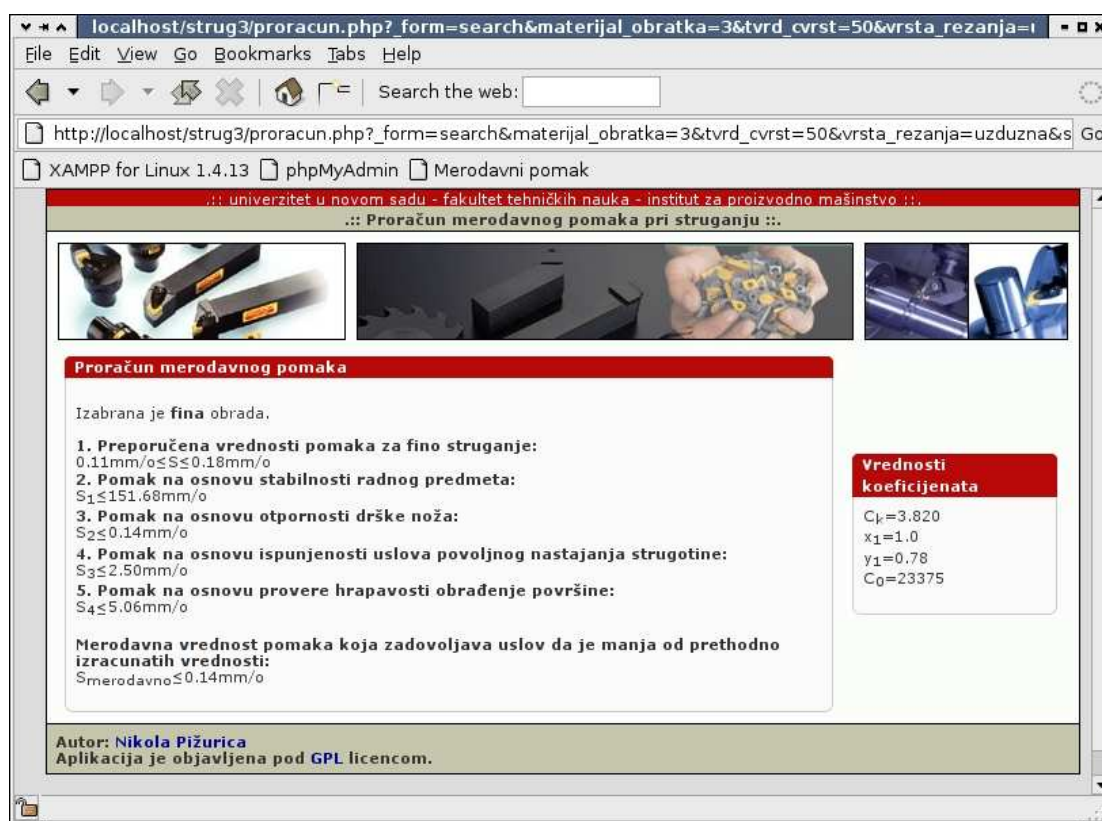 localhost/strug3/proracun.php?_form=search&materijal_obratka=3&tvrd_cvrst=50&vrsta_rezanja=
File Edit View Go Bookmarks Tabs Help
Search the web:
http://localhost/strug3/proracun.php?_form=search&materijal_obratka=3&tvrd_cvrst=50&vrsta_rezanja=uzduzna&s Go
XAMPP for Linux 1.4.13 phpMyAdmin Merodavni pomak
.:: univerzitet u novom sadu - fakultet tehničkih nauka - institut za proizvodno mašinstvo ::.
.:: Proračun merodavnog pomaka pri struganju ::.
Proračun merodavnog pomaka
Izabrana je fina obrada.
1. Preporučena vrednosti pomaka za fino struganje:
0.11mm/o≤S≤0.18mm/o
2. Pomak na osnovu stabilnosti radnog predmeta:
S1≤151.68mm/o
3. Pomak na osnovu otpornosti drške noža:
S2≤0.14mm/o
4. Pomak na osnovu ispunjenosti uslova povoljnog nastajanja strugotine:
S3≤2.50mm/o
5. Pomak na osnovu provere hrapavosti obrađenje površine:
S4≤5.06mm/o
Merodavna vrednost pomaka koja zadovoljava uslov da je manja od prethodno
izracunatih vrednosti:
Smerodavno≤0.14mm/o
Vrednosti
koeficijenata
Ck=3.820
x1=1.0
y1=0.78
C0=23375
Autor: Nikola Pižurica
Aplikacija je objavljena pod GPL licencom.